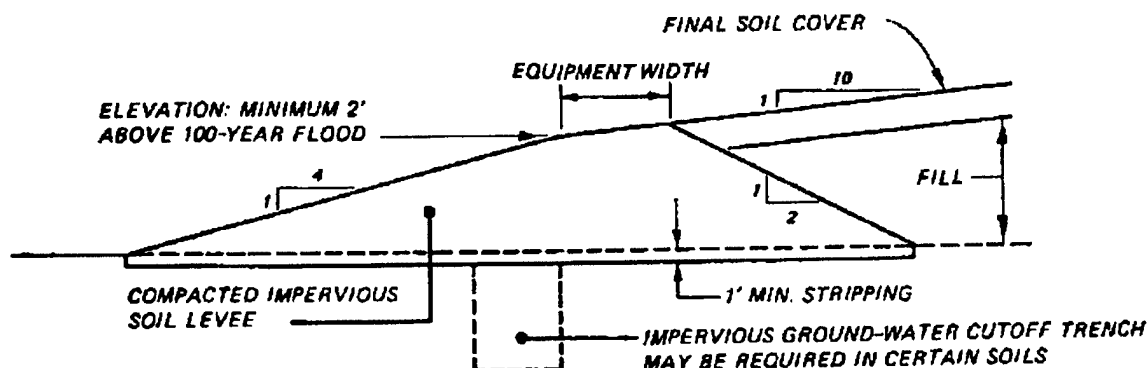 FINAL SOIL COVER
EQUIPMENT WIDTH
10
1
ELEVATION: MINIMUM 2'
ABOVE 100-YEAR FLOOD
4
1
FILL
1
2
COMPACTED IMPERVIOUS
SOIL LEVEE
1' MIN. STRIPPING
IMPERVIOUS GROUND-WATER CUTOFF TRENCH
MAY BE REQUIRED IN CERTAIN SOILS